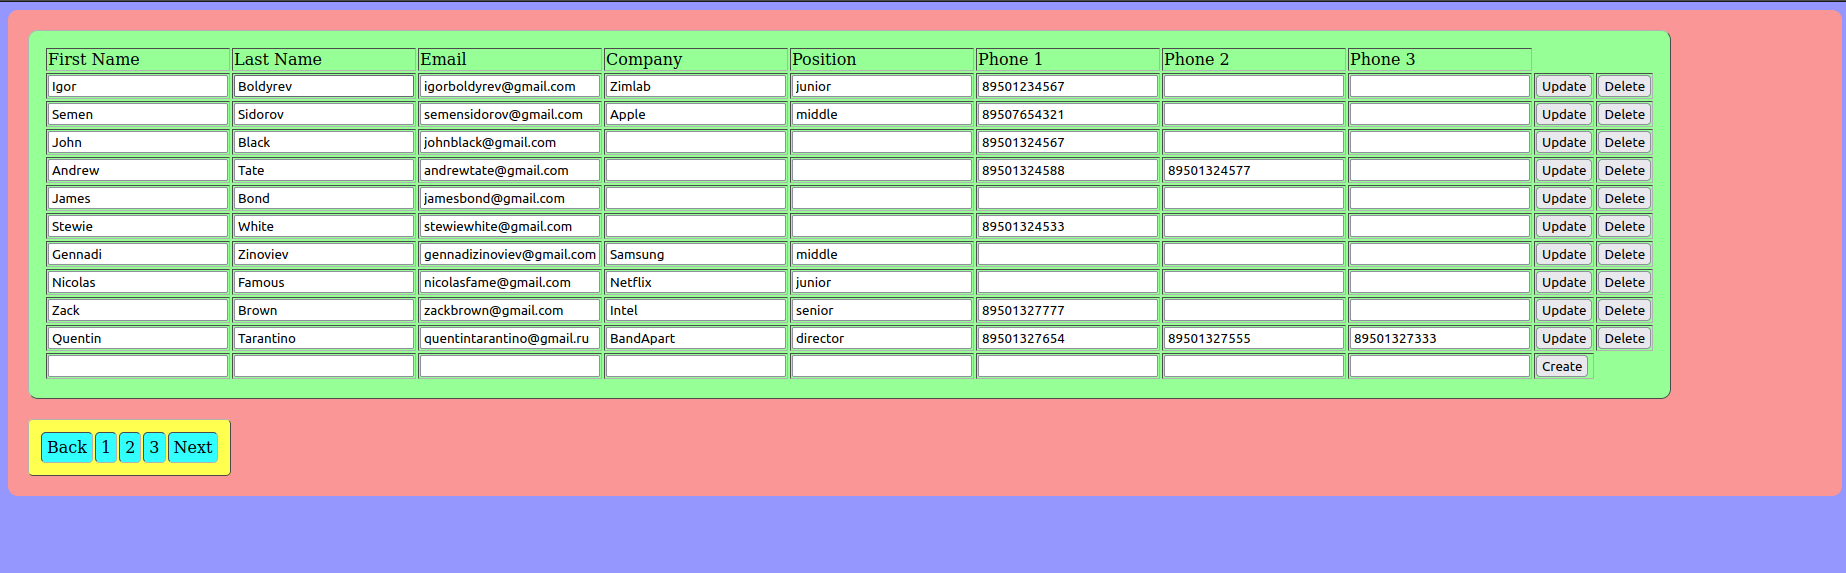 First Name Last Name Email Company Position Phone 1 Phone 2 Phone 3
Igor Boldyrev igorboldyrev@gmail.com Zimlab junior 89501234567 Update Delete
Semen Sidorov semensidorov@gmail.com Apple middle 89507654321 Update Delete
John Black johnblack@gmail.com 89501324567 Update Delete
Andrew Tate andrewtate@gmail.com 89501324588 89501324577 Update Delete
James Bond jamesbond@gmail.com Update Delete
Stewie White stewiewhite@gmail.com 89501324533 Update Delete
Gennadi Zinoviev gennadizinoviev@gmail.com Samsung middle Update Delete
Nicolas Famous nicolasfame@gmail.com Netflix junior Update Delete
Zack Brown zackbrown@gmail.com Intel senior 89501327777 Update Delete
Quentin Tarantino quentintarantino@gmail.ru BandApart director 89501327654 89501327555 89501327333 Update Delete
Create
Back 1 2 3 Next